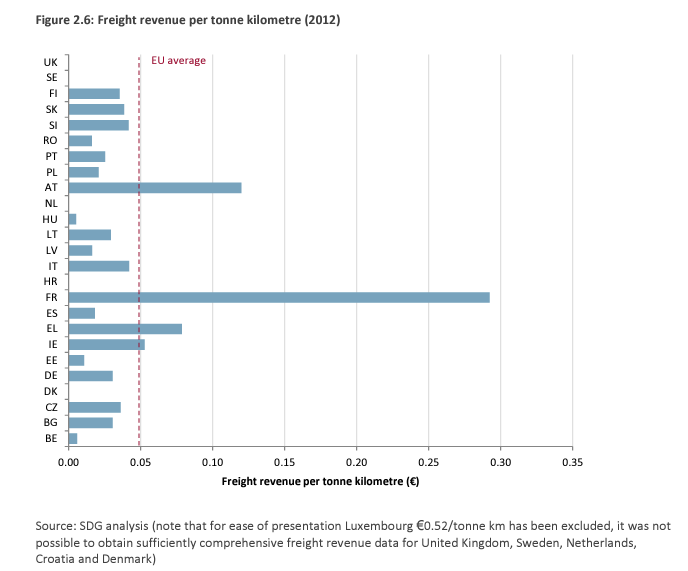 Figure 2.6: Freight revenue per tonne kilometre (2012)
EU average
UK
SE
FI
SK
SI
RO
PT
PL
AT
NL
HU
LT
LV
IT
HR
FR
ES
EL
IE
EE
DE
DK
CZ
BG
BE
0.00 0.05 0.10 0.15 0.20 0.25 0.30 0.35
Freight revenue per tonne kilometre (€)
Source: SDG analysis (note that for ease of presentation Luxembourg €0.52/tonne km has been excluded, it was not
possible to obtain sufficiently comprehensive freight revenue data for United Kingdom, Sweden, Netherlands,
Croatia and Denmark)